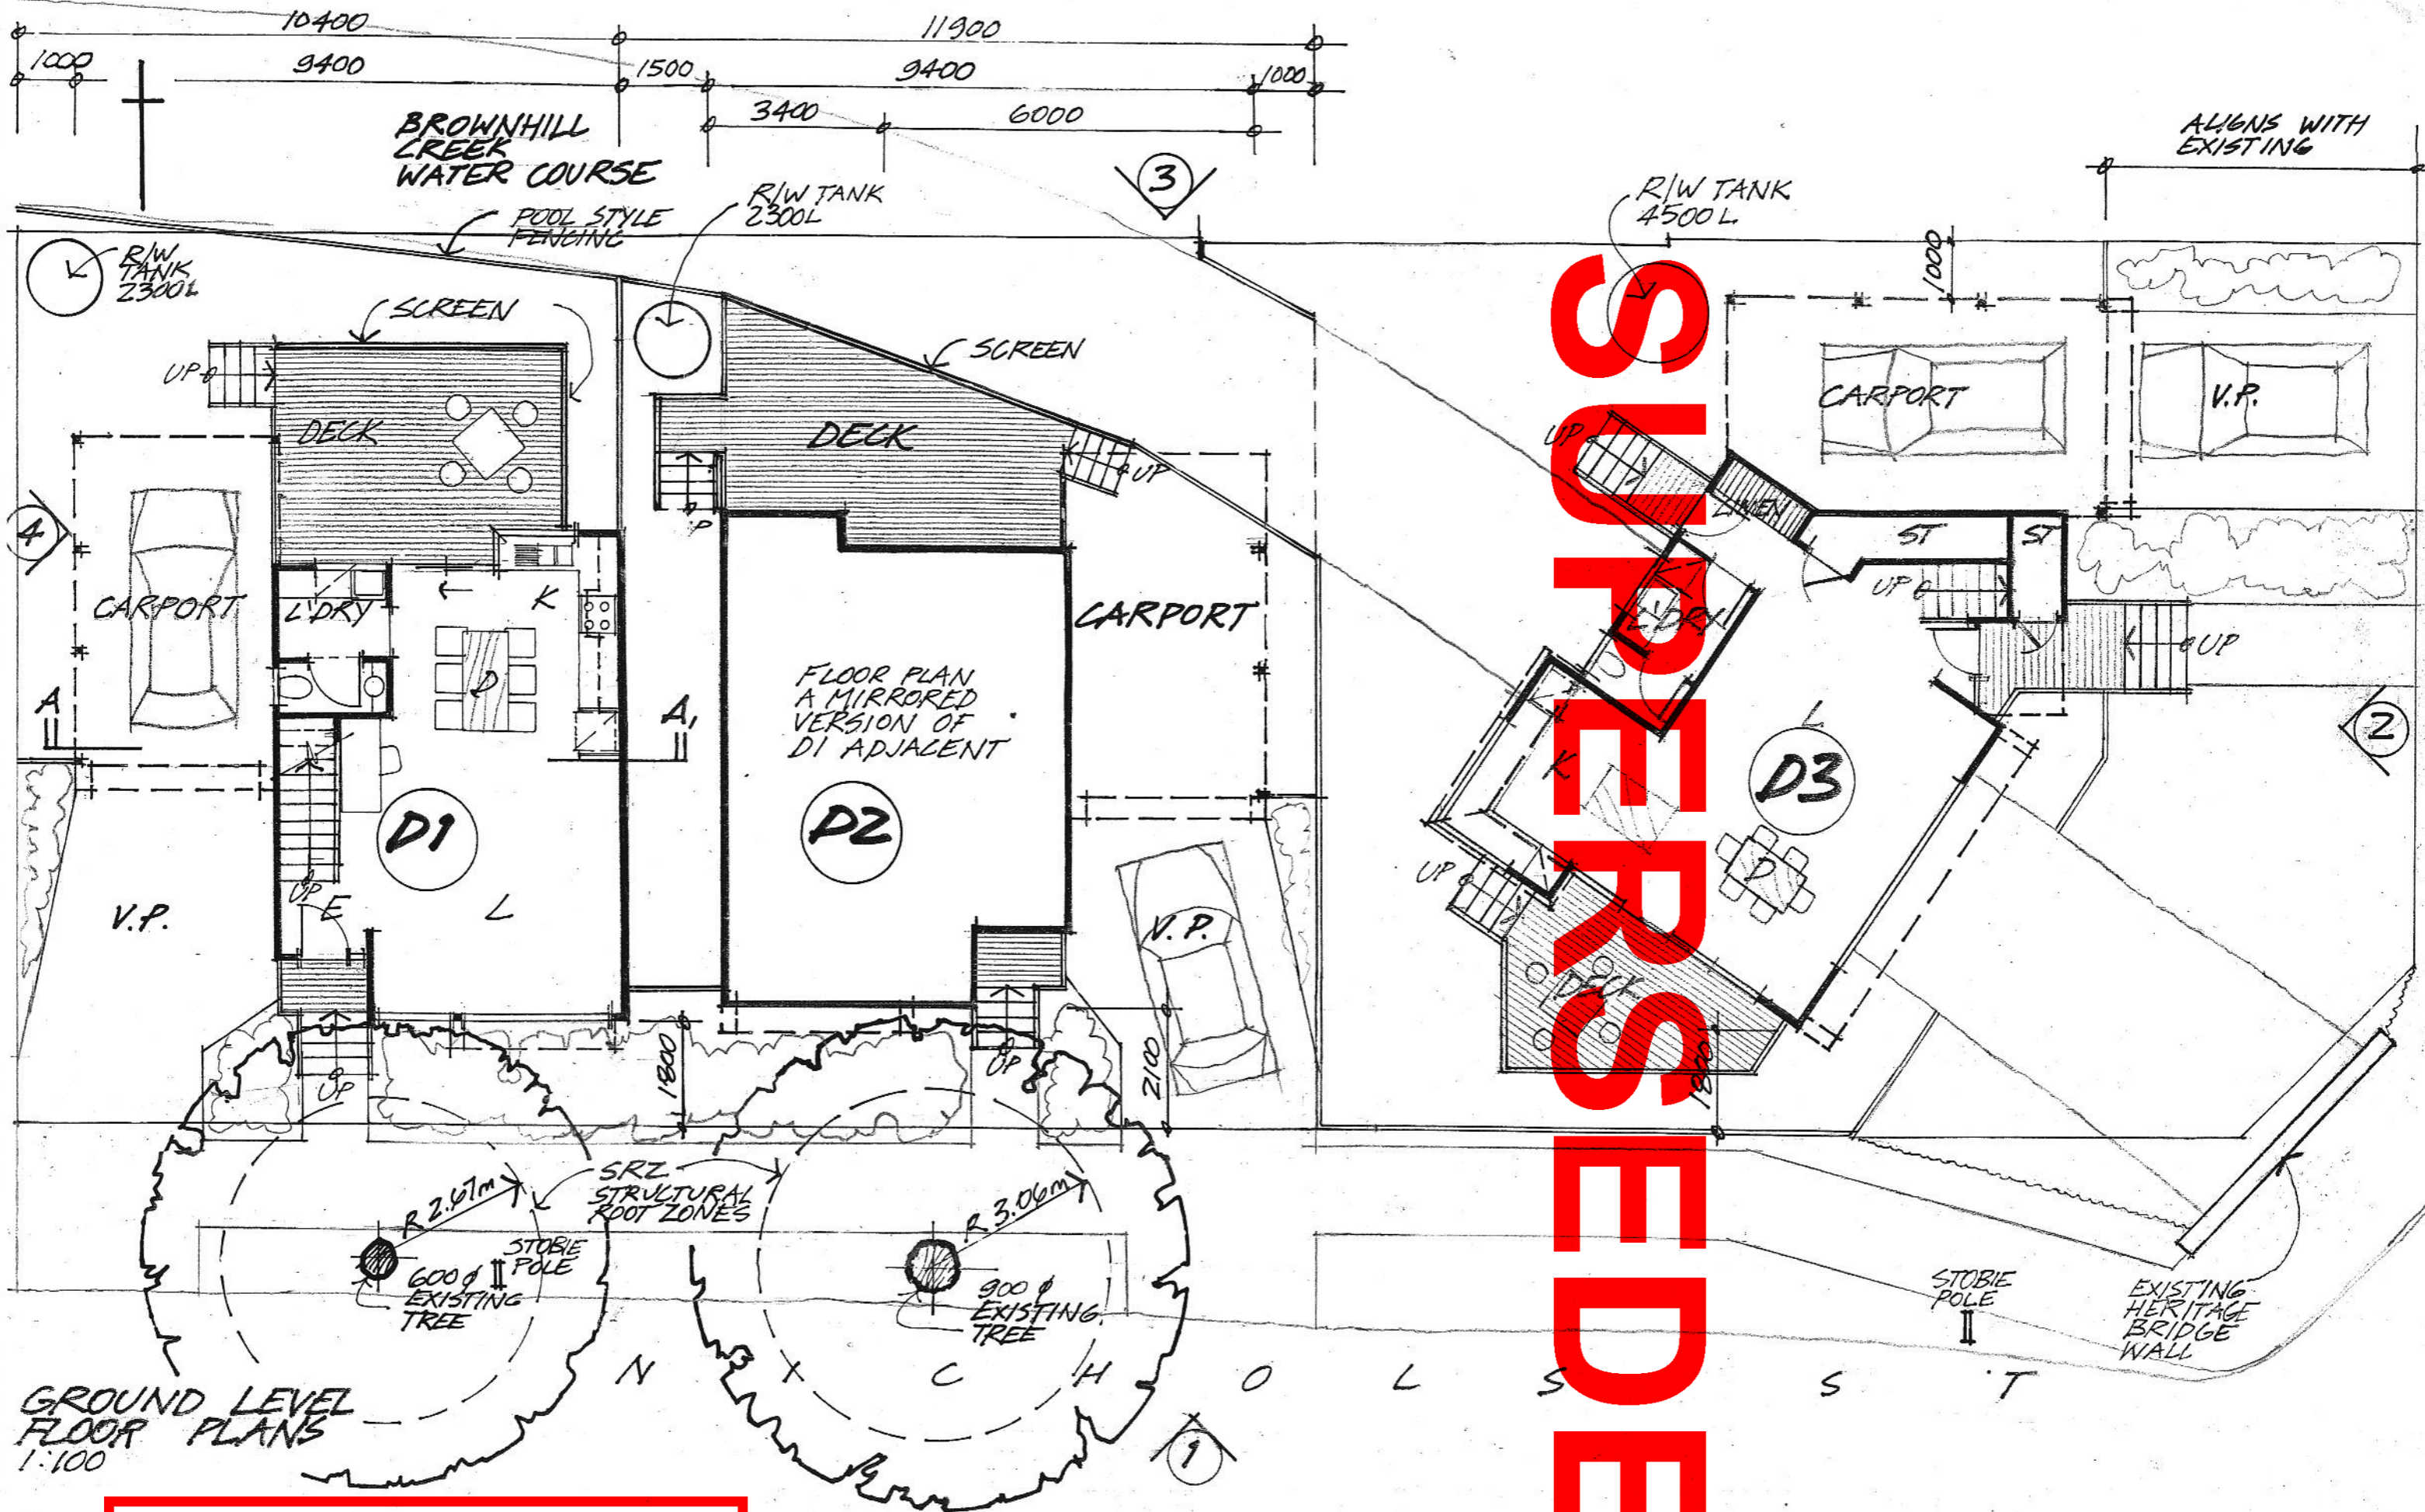 10400
11900
1000
9400
1500
9400
1000
3400
6000
BROWNHILL
CREEK
WATER COURSE
ALIGNS WITH
EXISTING
3
R/W TANK
2300L
R/W TANK
4500L
POOL STYLE
FENCING
R/W
TANK
2300L
1000
SCREEN
SCREEN
UP
CARPORT
V.P.
DECK
DECK
UP
UP
LINEN
ST
ST
4
CARPORT
L'DRY
K
CARPORT
UP
L'DRY
UP
D
FLOOR PLAN
A MIRRORED
VERSION OF
D1 ADJACENT
A
A1
L
2
K
D3
D1
D2
D
UP
UP
E
L
V.P.
V.P.
DECK
1800
2100
1800
UP
UP
SRZ
STRUCTURAL
ROOT ZONES
R 2.67m
R 3.06m
STOBIE
POLE
600 φ
EXISTING
TREE
900 φ
EXISTING
TREE
STOBIE
POLE
EXISTING
HERITAGE
BRIDGE
WALL
N I C H O L S S T
GROUND LEVEL
FLOOR PLANS
1:100
1
SUPERSEDE